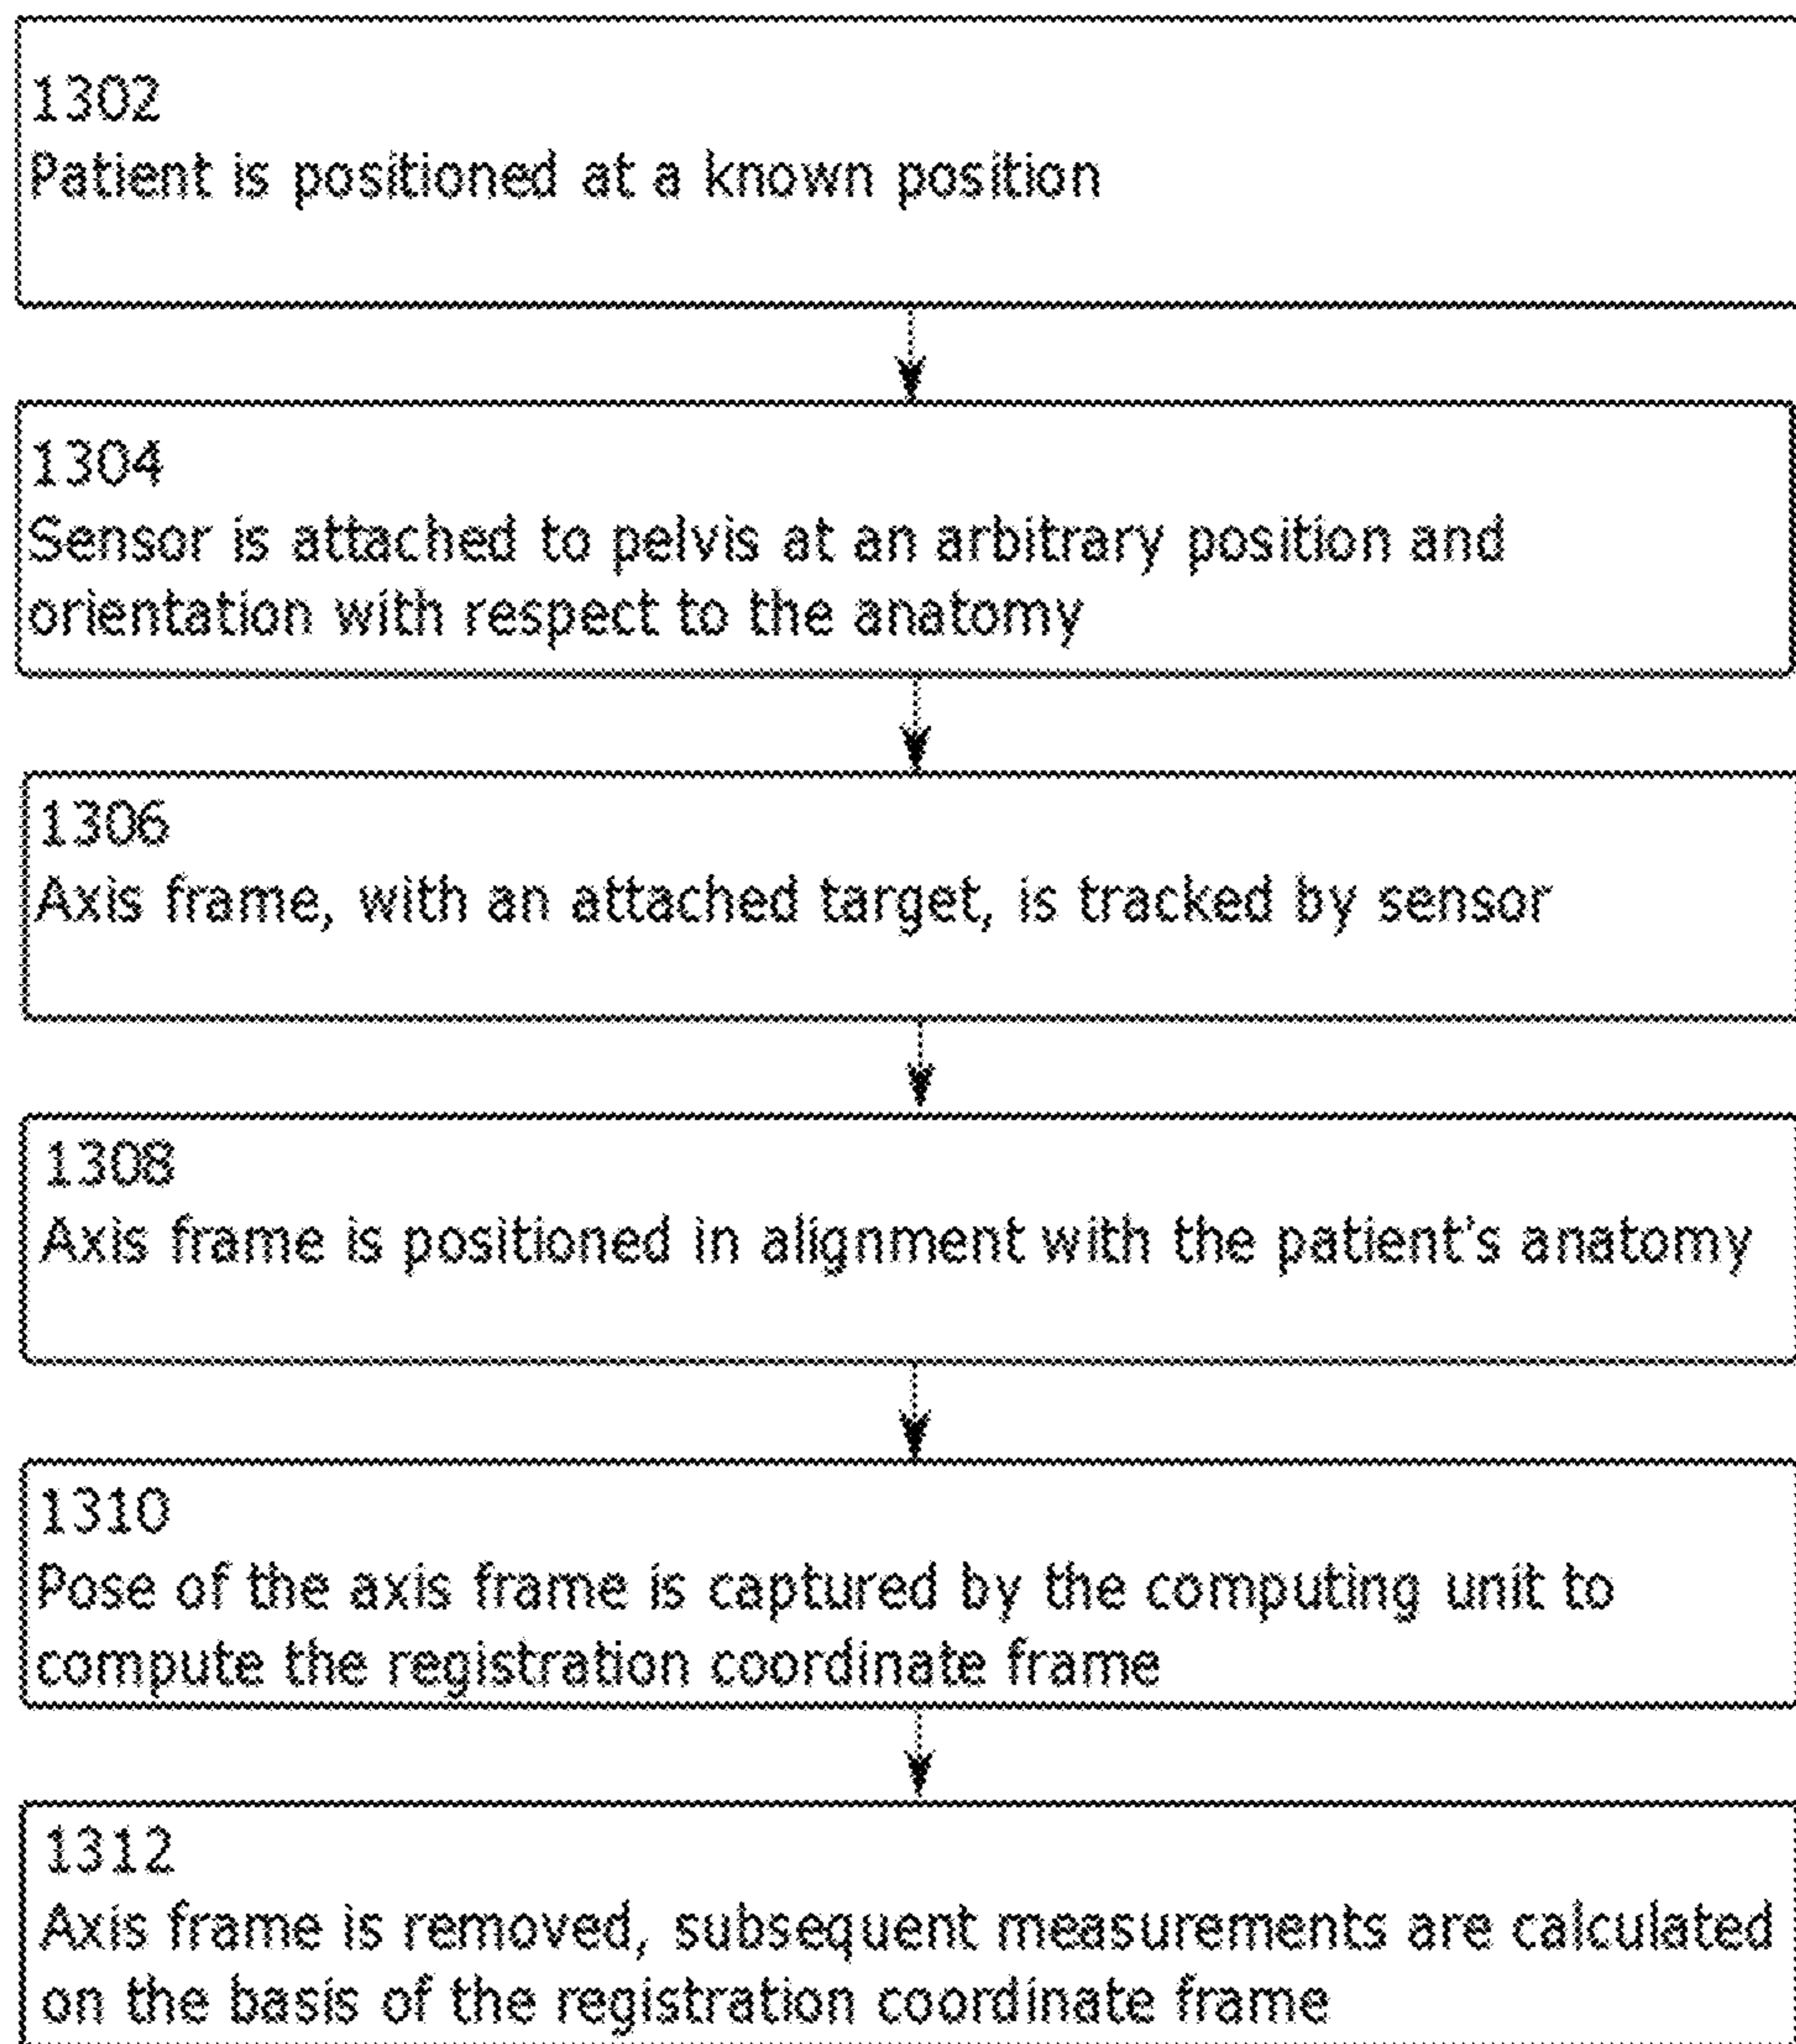 1302
Patient is positioned at a known position
1304
Sensor is attached to pelvis at an arbitrary position and
orientation with respect to the anatomy
1306
Axis frame, with an attached target, is tracked by sensor
1308
Axis frame is positioned in alignment with the patient's anatomy
1310
Pose of the axis frame is captured by the computing unit to
compute the registration coordinate frame
1312
Axis frame is removed, subsequent measurements are calculated
on the basis of the registration coordinate frame